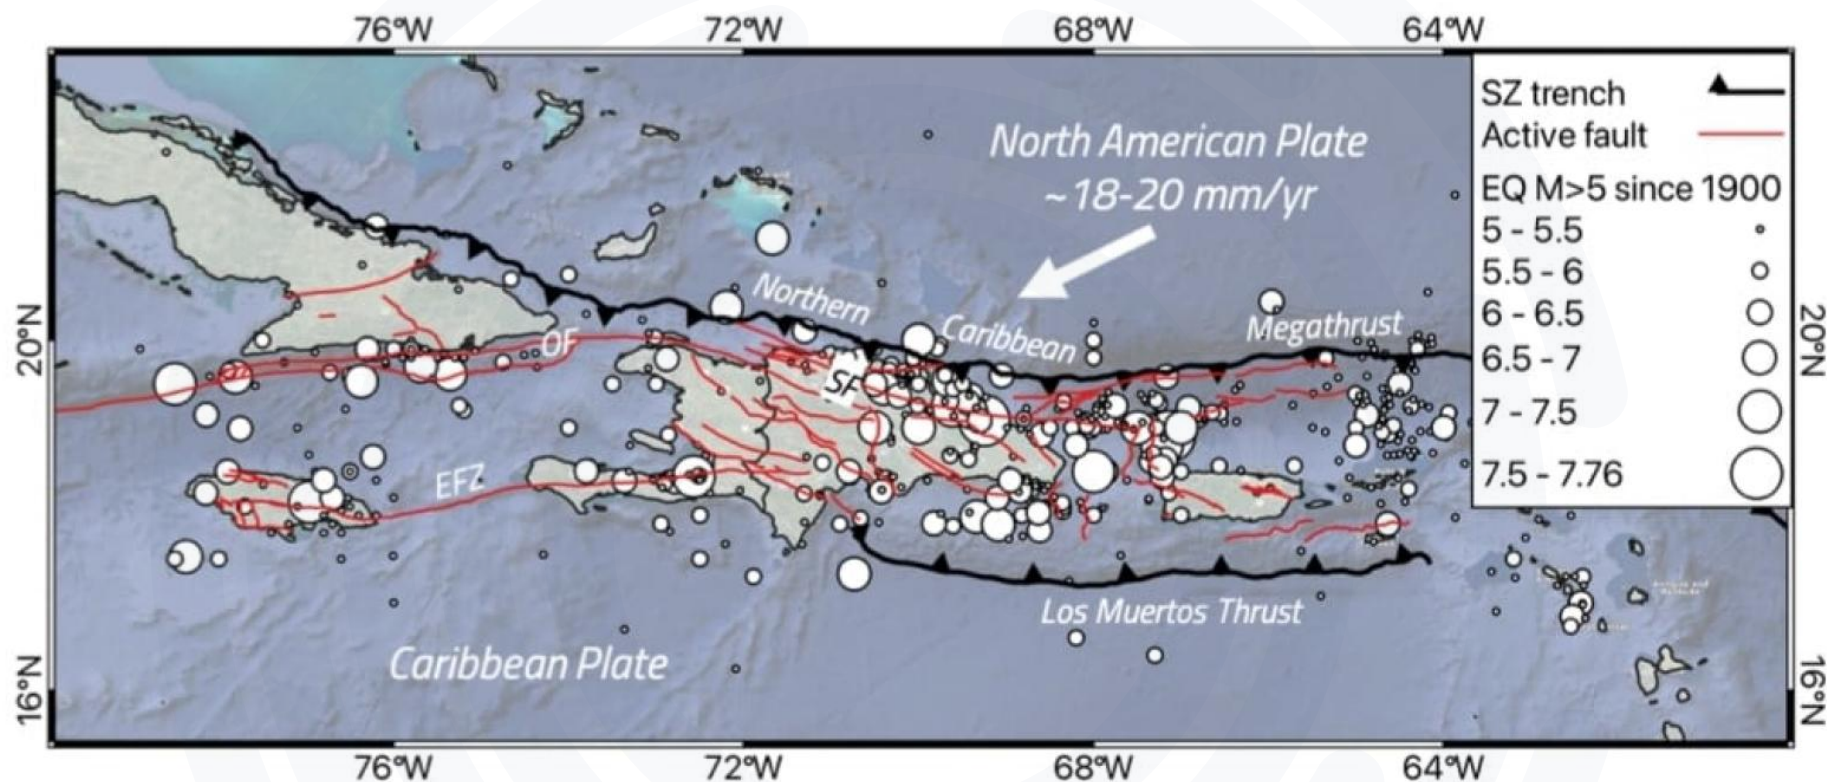 76°W 72°W 68°W 64°W
SZ trench
Active fault
EQ M>5 since 1900
5 - 5.5
5.5 - 6
6 - 6.5
6.5 - 7
7 - 7.5
7.5 - 7.76
North American Plate
~18-20 mm/yr
Northern
Caribbean
Megathrust
20°N
20°N
OF
SF
EFZ
Los Muertos Thrust
Caribbean Plate
16°N
16°N
76°W 72°W 68°W 64°W